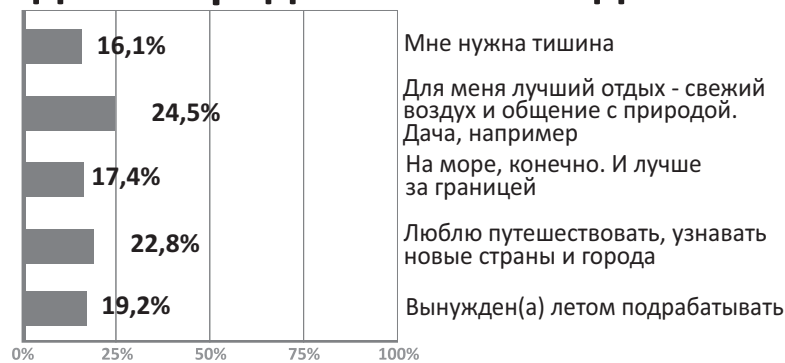 16,1% Мне нужна тишина
24,5% Для меня лучший отдых - свежий
воздух и общение с природой.
Дача, например
17,4% На море, конечно. И лучше
за границей
22,8% Люблю путешествовать, узнавать
новые страны и города
19,2% Вынужден(а) летом подрабатывать
0% 25% 50% 75% 100%